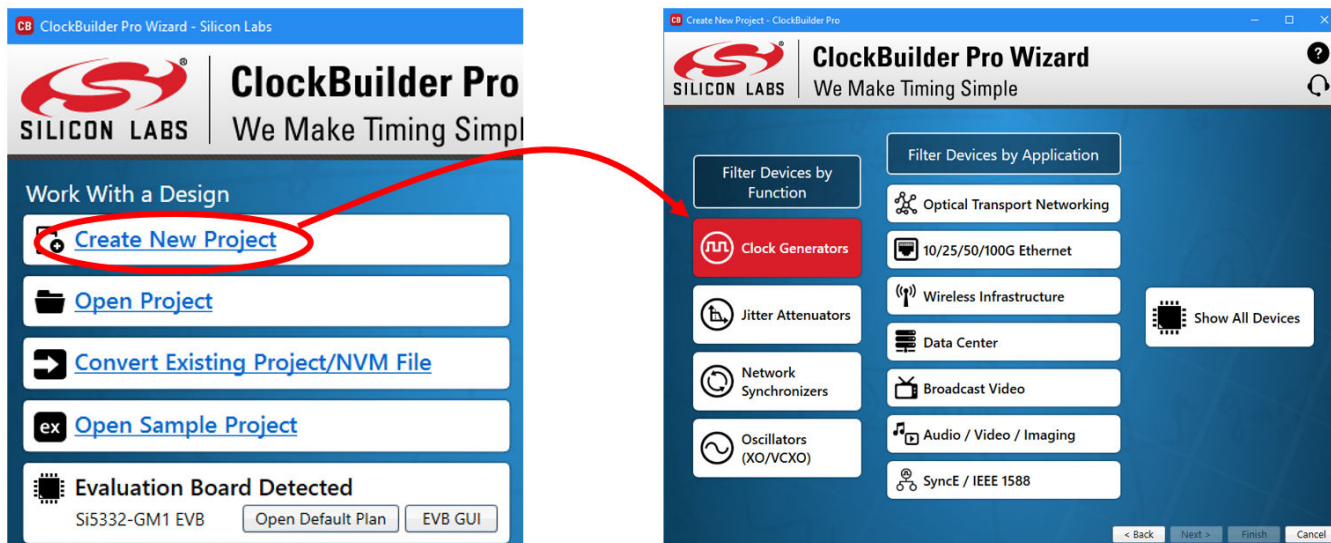 CB ClockBuilder Pro Wizard - Silicon Labs
SILICON LABS
ClockBuilder Pro
We Make Timing Simpl
Work With a Design
Create New Project
Open Project
Convert Existing Project/NVM File
ex Open Sample Project
Evaluation Board Detected
Si5332-GM1 EVB Open Default Plan EVB GUI
CB Create New Project - ClockBuilder Pro
SILICON LABS
ClockBuilder Pro Wizard
We Make Timing Simple
?
Filter Devices by
Function
Clock Generators
Jitter Attenuators
Network
Synchronizers
Oscillators
(XO/VCXO)
Filter Devices by Application
Optical Transport Networking
10/25/50/100G Ethernet
Wireless Infrastructure
Data Center
Broadcast Video
Audio / Video / Imaging
SyncE / IEEE 1588
Show All Devices
< Back Next > Finish Cancel